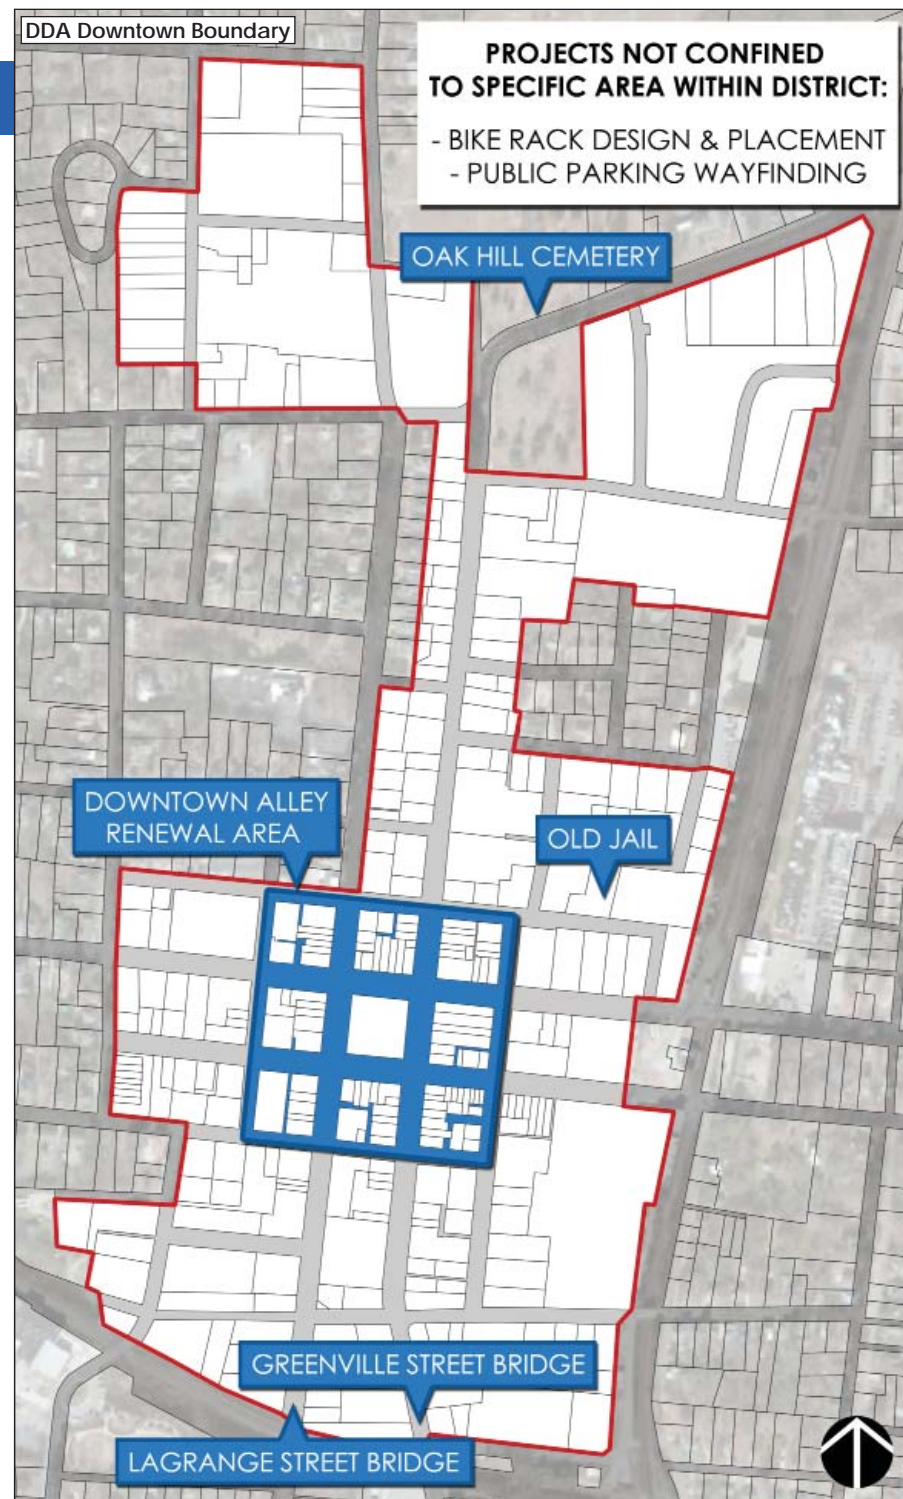 DDA Downtown Boundary
PROJECTS NOT CONFINED
TO SPECIFIC AREA WITHIN DISTRICT:
- BIKE RACK DESIGN & PLACEMENT
- PUBLIC PARKING WAYFINDING
OAK HILL CEMETERY
DOWNTOWN ALLEY
RENEWAL AREA
OLD JAIL
GREENVILLE STREET BRIDGE
LAGRANGE STREET BRIDGE